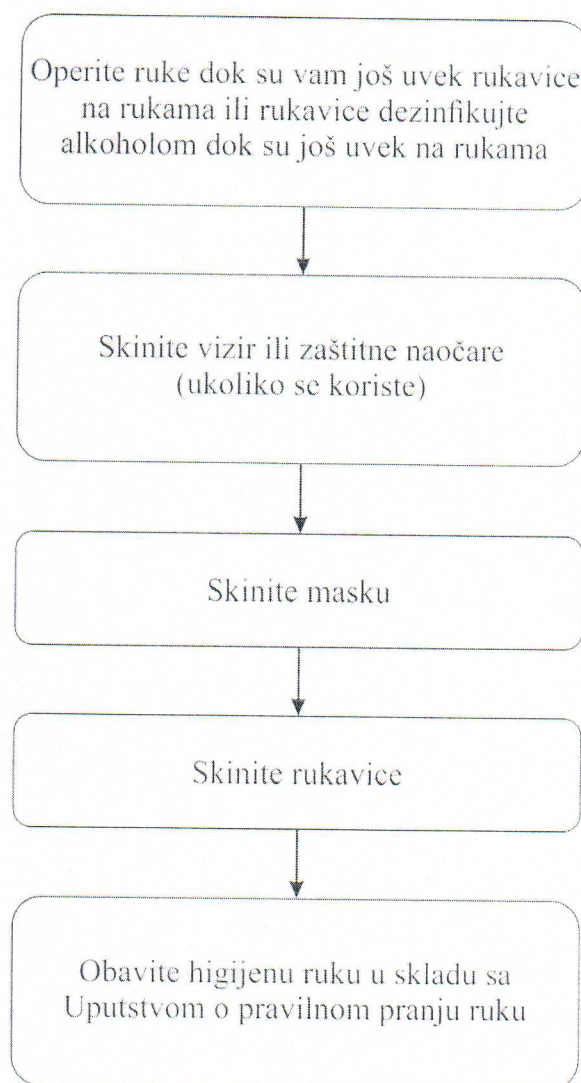 Operite ruke dok su vam još uvek rukavice
na rukama ili rukavice dezinfikujte
alkoholom dok su još uvek na rukama
Skinite vizir ili zaštitne naočare
(ukoliko se koriste)
Skinite masku
Skinite rukavice
Obavite higijenu ruku u skladu sa
Uputstvom o pravilnom pranju ruku